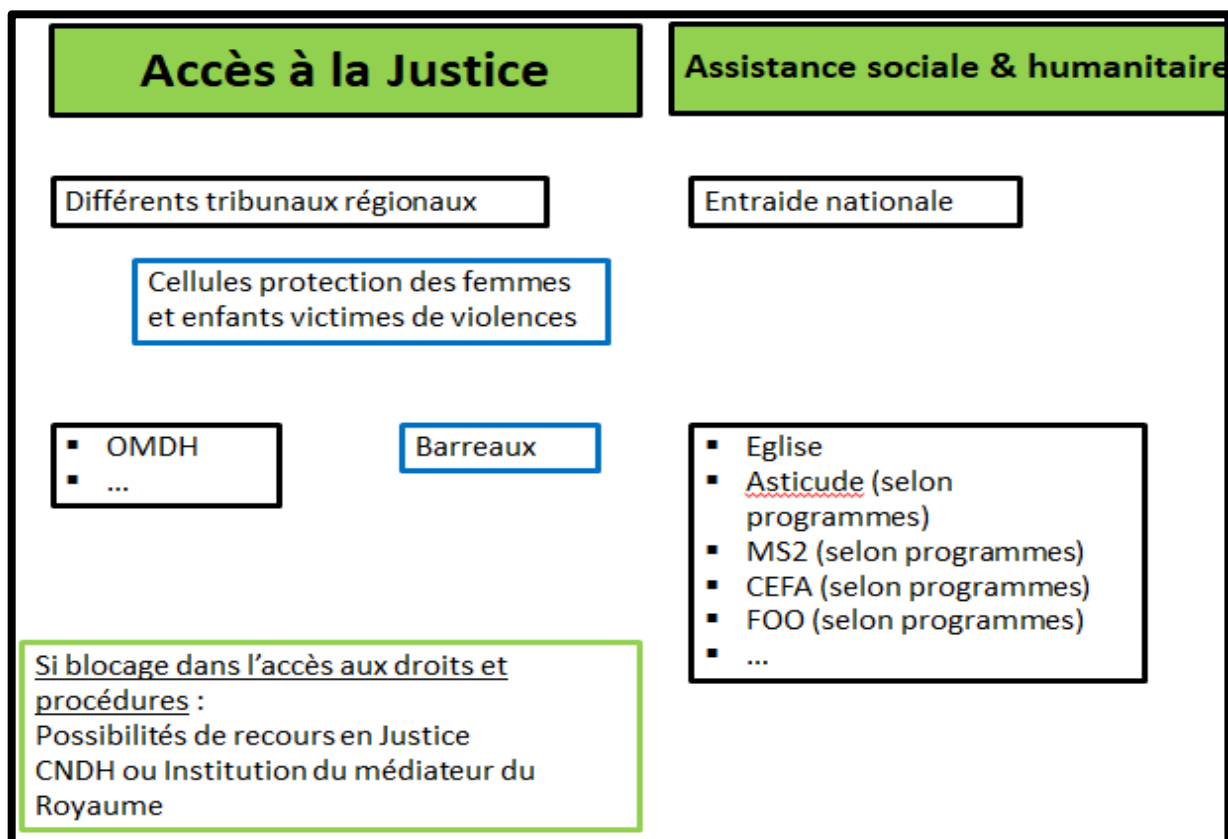 Accès à la Justice
Assistance sociale & humanitaire
Différents tribunaux régionaux
Entraide nationale
Cellules protection des femmes
et enfants victimes de violences
▪ OMDH
▪ ...
Barreaux
▪ Eglise
▪ Asticude (selon
programmes)
▪ MS2 (selon programmes)
▪ CEFA (selon programmes)
▪ FOO (selon programmes)
▪ ...
Si blocage dans l’accès aux droits et
procédures :
Possibilités de recours en Justice
CNDH ou Institution du médiateur du
Royaume